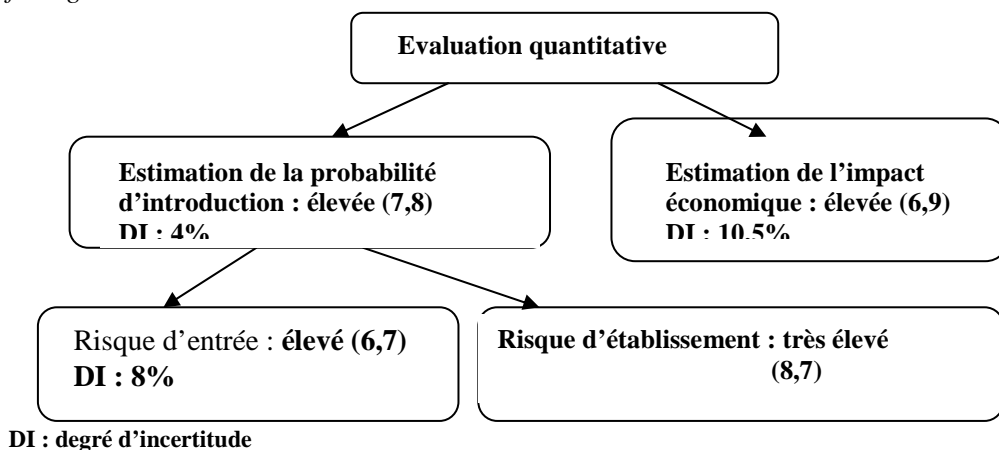 Evaluation quantitative
Estimation de la probabilité
d’introduction : élevée (7,8)
DI : 4%
Estimation de l’impact
économique : élevée (6,9)
DI : 10,5%
Risque d’entrée : élevé (6,7)
DI : 8%
Risque d’établissement : très élevé
(8,7)
DI : degré d’incertitude